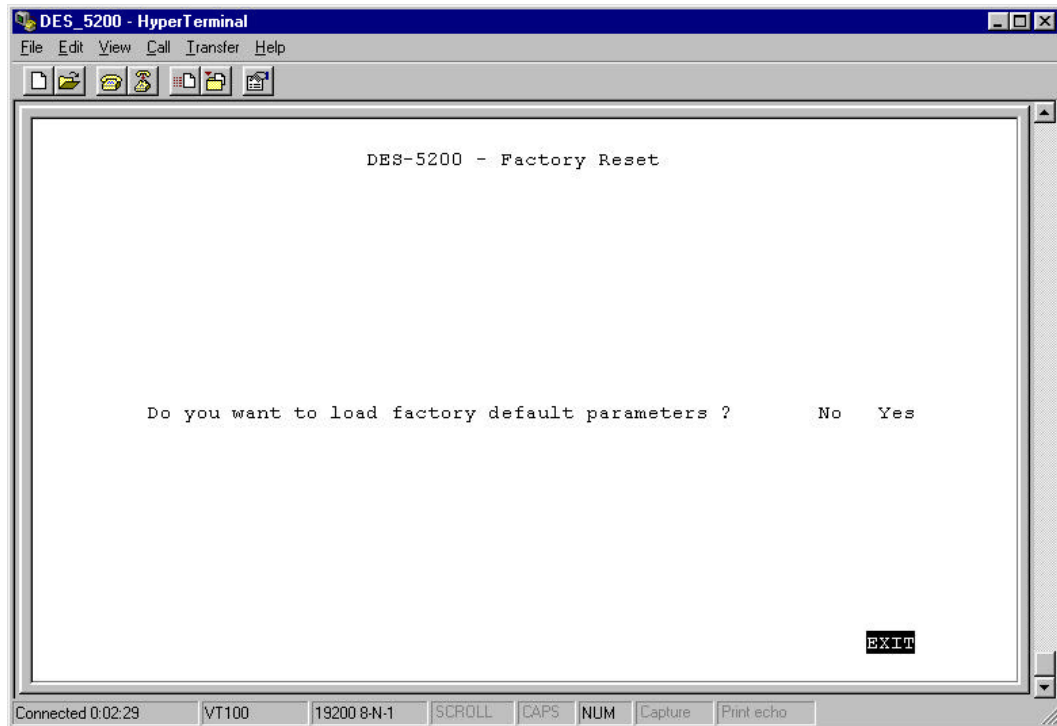 DES_5200 - HyperTerminal
File Edit View Call Transfer Help
DES-5200 - Factory Reset
Do you want to load factory default parameters ? No Yes
EXIT
Connected 0:02:29 VT100 19200 8-N-1 SCROLL CAPS NUM Capture Print echo